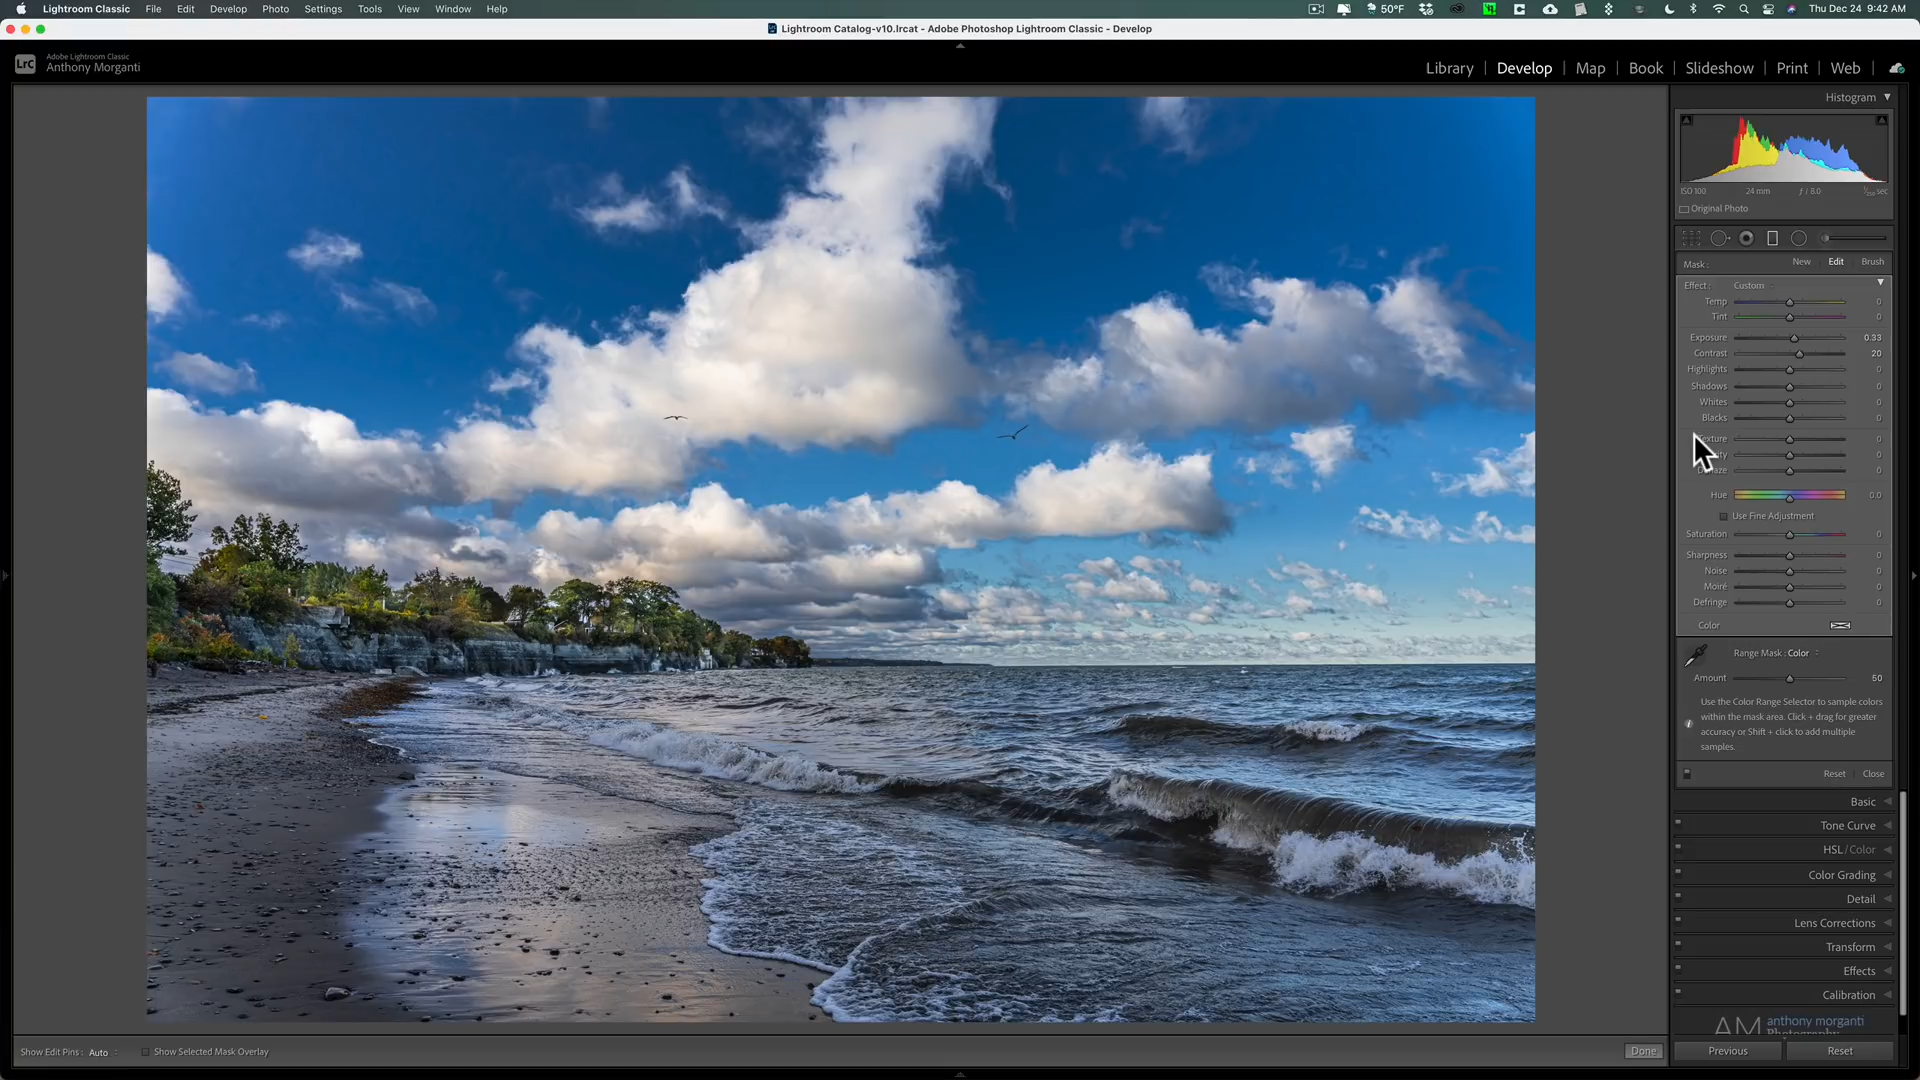 Lightroom Classic File Edit Develop Photo Settings Tools View Window Help 50°F Thu Dec 24 9:42 AM
Lightroom Catalog-v10.lrcat - Adobe Photoshop Lightroom Classic - Develop
LrC Adobe Lightroom Classic
Anthony Morganti
Library | Develop | Map | Book | Slideshow | Print | Web |
Histogram
ISO 100 24 mm ƒ / 8.0
Original Photo
Mask : New Edit Brush
Effect : Custom
Temp 0
Tint 0
Exposure 0.33
Contrast 20
Highlights 0
Shadows 0
Whites 0
Blacks 0
0
0
0
Hue 0.0
Use Fine Adjustment
Saturation 0
Sharpness 0
Noise 0
Moiré 0
Defringe 0
Color
Range Mask : Color
Amount 50
Use the Color Range Selector to sample colors
within the mask area. Click + drag for greater
accuracy or Shift + click to add multiple
samples.
Reset Close
Basic
Tone Curve
HSL / Color
Color Grading
Detail
Lens Corrections
Transform
Effects
Calibration
AM anthony morganti
Show Edit Pins : Auto Show Selected Mask Overlay Done Previous Reset